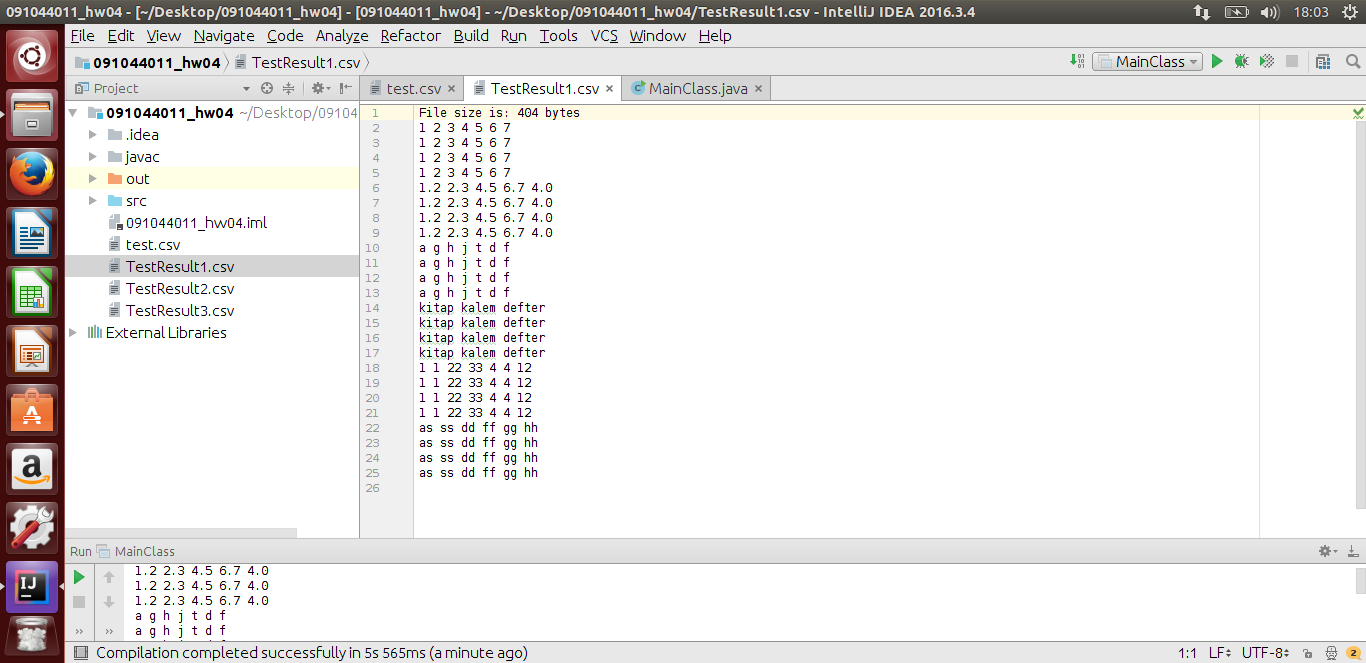 091044011_hw04 - [~/Desktop/091044011_hw04] - [091044011_hw04] - ~/Desktop/091044011_hw04/TestResult1.csv - IntelliJ IDEA 2016.3.4 18:03
File Edit View Navigate Code Analyze Refactor Build Run Tools VCS Window Help
091044011_hw04 TestResult1.csv MainClass
Project
test.csv TestResult1.csv MainClass.java
091044011_hw04 ~/Desktop/09104
.idea
javac
out
src
091044011_hw04.iml
test.csv
TestResult1.csv
TestResult2.csv
TestResult3.csv
External Libraries
1 File size is: 404 bytes
2 1 2 3 4 5 6 7
3 1 2 3 4 5 6 7
4 1 2 3 4 5 6 7
5 1 2 3 4 5 6 7
6 1.2 2.3 4.5 6.7 4.0
7 1.2 2.3 4.5 6.7 4.0
8 1.2 2.3 4.5 6.7 4.0
9 1.2 2.3 4.5 6.7 4.0
10 a g h j t d f
11 a g h j t d f
12 a g h j t d f
13 a g h j t d f
14 kitap kalem defter
15 kitap kalem defter
16 kitap kalem defter
17 kitap kalem defter
18 1 1 22 33 4 4 12
19 1 1 22 33 4 4 12
20 1 1 22 33 4 4 12
21 1 1 22 33 4 4 12
22 as ss dd ff gg hh
23 as ss dd ff gg hh
24 as ss dd ff gg hh
25 as ss dd ff gg hh
26
Run MainClass
1.2 2.3 4.5 6.7 4.0
1.2 2.3 4.5 6.7 4.0
1.2 2.3 4.5 6.7 4.0
a g h j t d f
a g h j t d f
Compilation completed successfully in 5s 565ms (a minute ago) 1:1 LF UTF-8 2